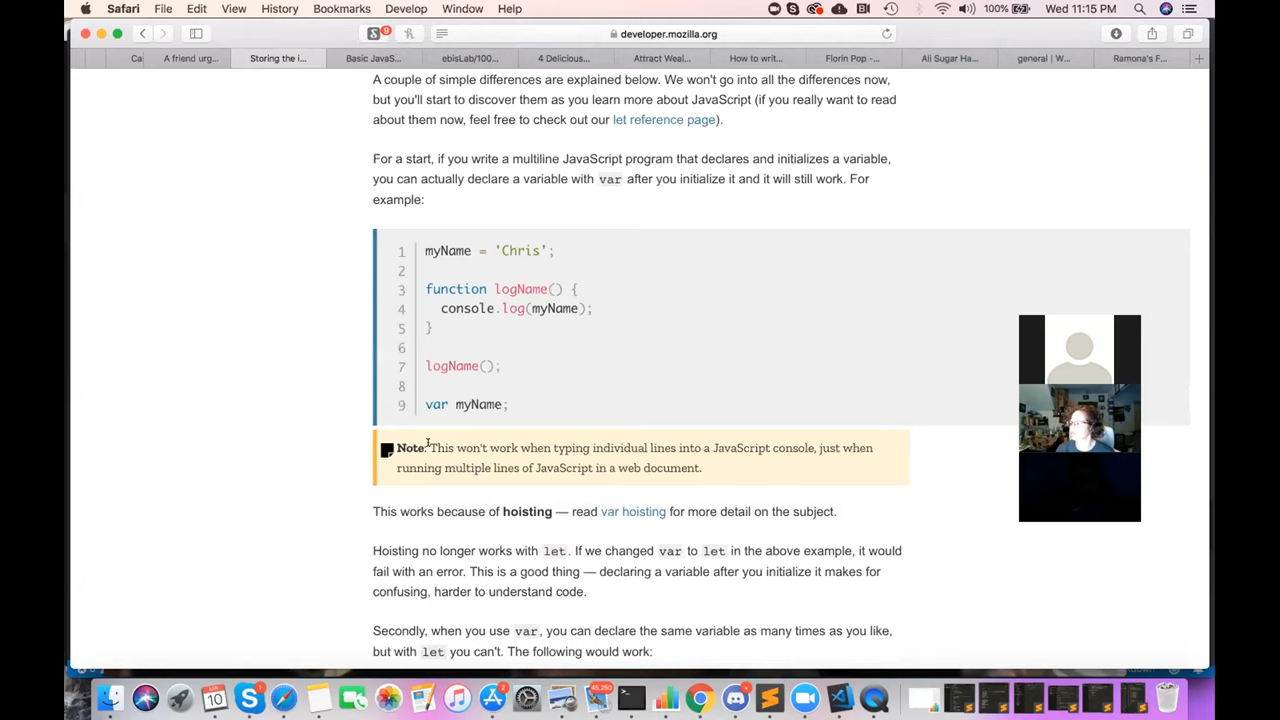 Safari File Edit View History Bookmarks Develop Window Help 100% Wed 11:15 PM
developer.mozilla.org
Ca A friend urg... Storing the i... Basic JavaS... ebisLab/100... 4 Delicious... Attract Weal... How to writ... Florin Pop -... Ali Sugar Ha... general | W... Ramona's F...
A couple of simple differences are explained below. We won't go into all the differences now,
but you'll start to discover them as you learn more about JavaScript (if you really want to read
about them now, feel free to check out our let reference page).
For a start, if you write a multiline JavaScript program that declares and initializes a variable,
you can actually declare a variable with var after you initialize it and it will still work. For
example:
1 myName = 'Chris';
2
3 function logName() {
4 console.log(myName);
5 }
6
7 logName();
8
9 var myName;
Note: This won't work when typing individual lines into a JavaScript console, just when
running multiple lines of JavaScript in a web document.
This works because of hoisting — read var hoisting for more detail on the subject.
Hoisting no longer works with let. If we changed var to let in the above example, it would
fail with an error. This is a good thing — declaring a variable after you initialize it makes for
confusing, harder to understand code.
Secondly, when you use var, you can declare the same variable as many times as you like,
but with let you can't. The following would work: